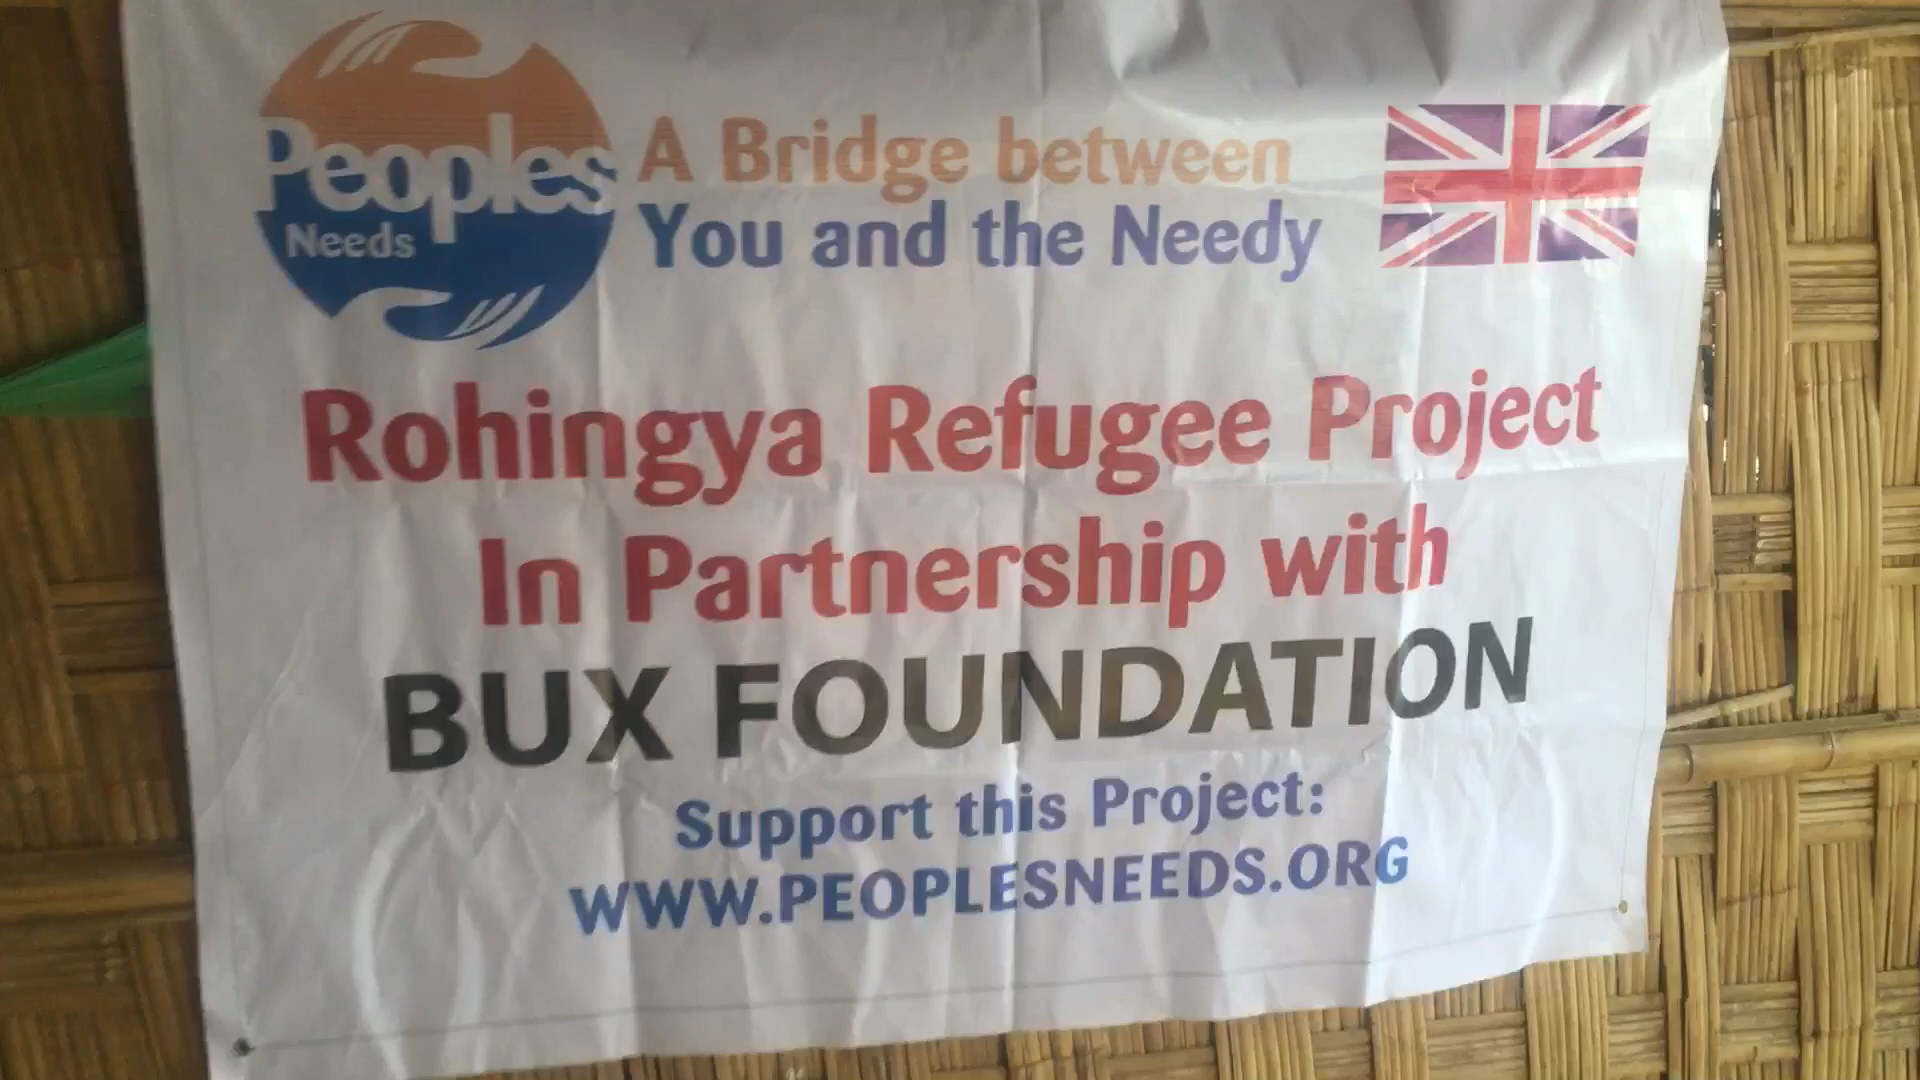 Peoples
Needs
A Bridge between
You and the Needy
Rohingya Refugee Project
In Partnership with
BUX FOUNDATION
Support this Project:
WWW.PEOPLESNEEDS.ORG